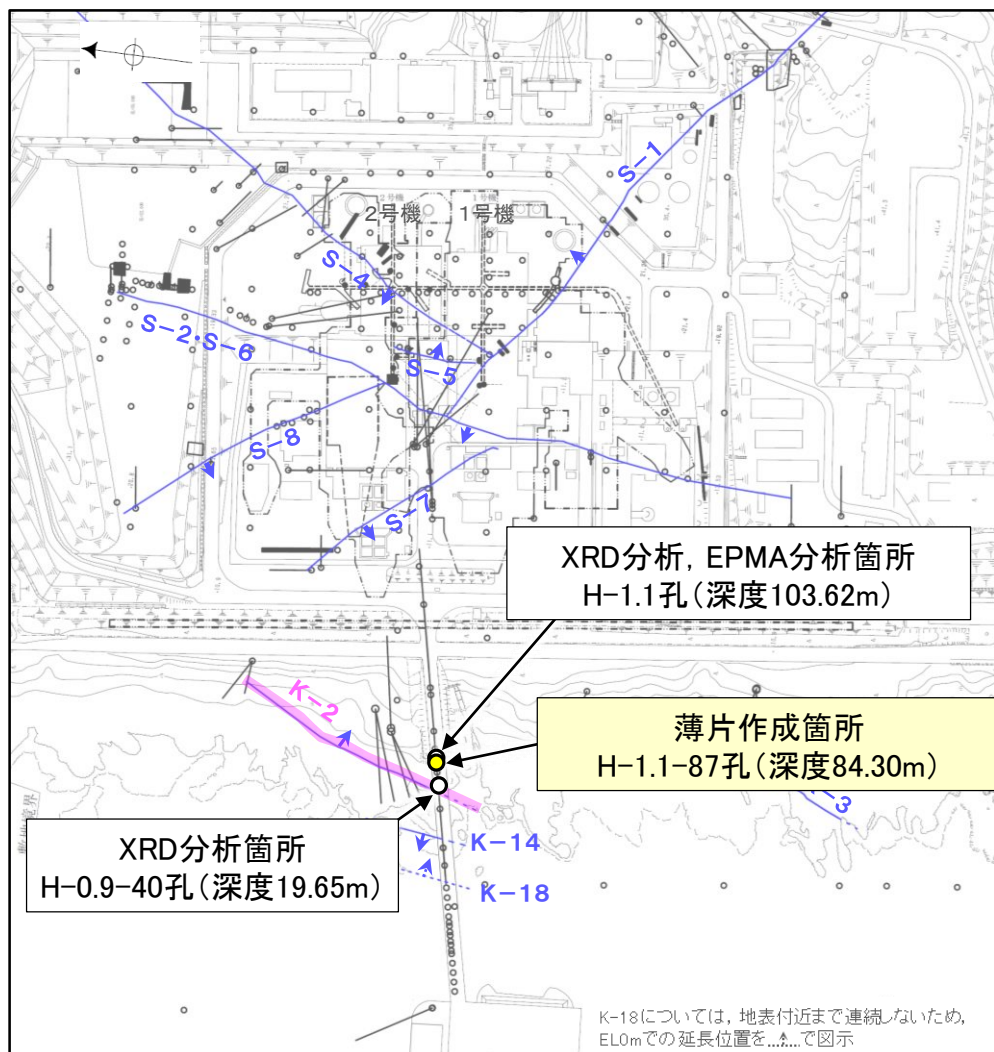 S-1
2号機
1号機
S-4
S-2・S-6
S-5
S-8
S-7
XRD分析, EPMA分析箇所
H-1.1孔(深度103.62m)
K-2
薄片作成箇所
H-1.1-87孔(深度84.30m)
XRD分析箇所
H-0.9-40孔(深度19.65m)
K-14
K-18
K-18については, 地表付近まで連続しないため,
EL0mでの延長位置を
で図示